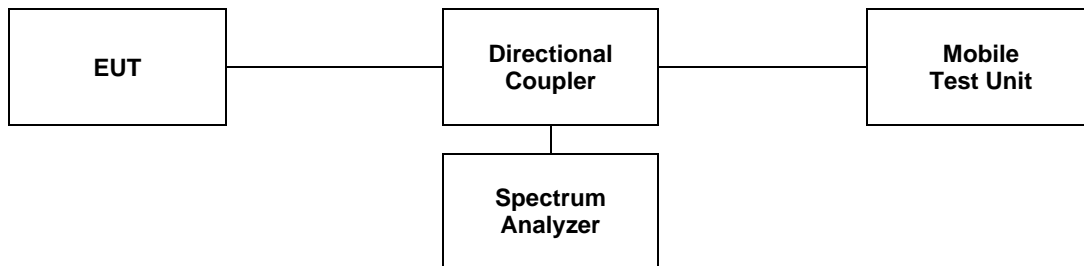 EUT
Directional
Coupler
Mobile
Test Unit
Spectrum
Analyzer